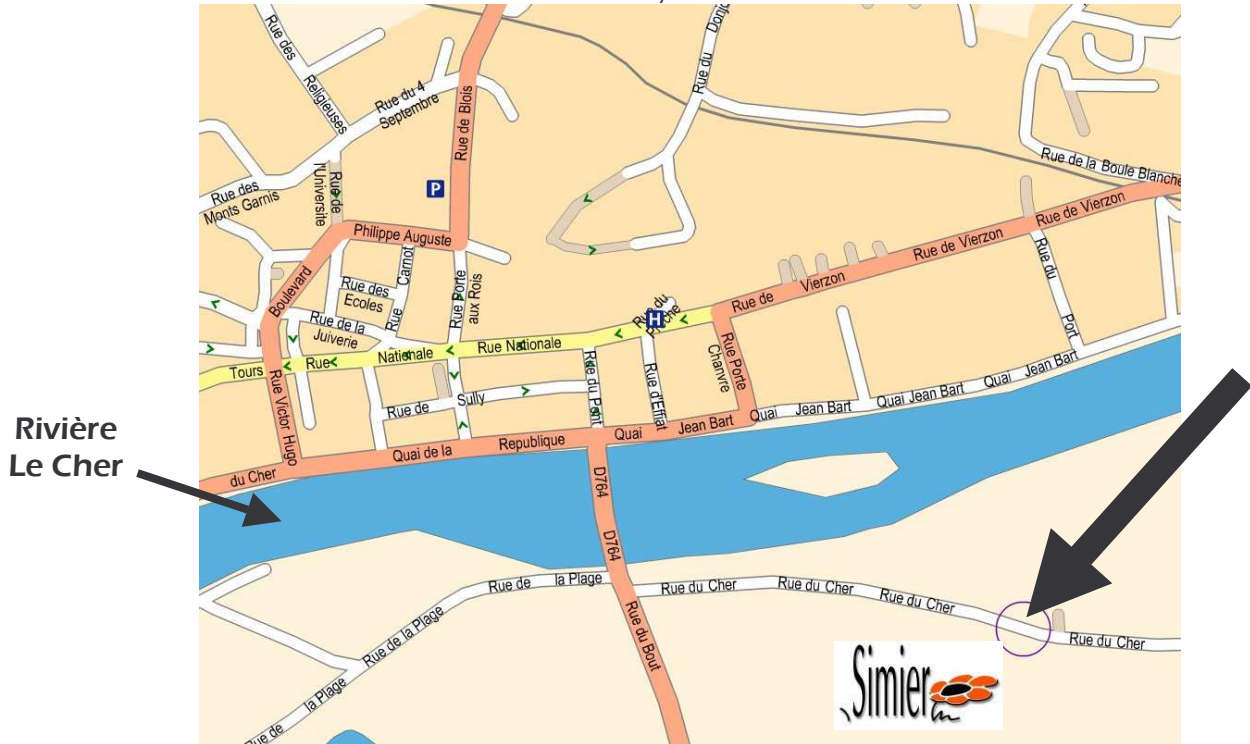 Rue des
Religieuses
Rue du 4
Septembre
Rue de Blois
Rue du Donjo
Rue de la Boule Blanche
Rue des
Monts Garnis
Rue de
l'Universite
P
Philippe Auguste
Boulevard
Rue des
Ecoles
Rue Carnot
Rue Porte
aux Rois
Rue de la
Juiverie
Rue de Vierzon
Rue de Vierzon
Rue de Vierzon
Rue du
H
Rue du Port
Tours
Rue Nationale
Rue Nationale
Rue Porte
Chanvre
Rue Victor Hugo
Rue de Sully
Rue du Pont
Rue d'Effiat
Quai Jean Bart
Quai Jean Bart
Quai Jean Bart
Quai Jean Bart
Quai de la Republique
du Cher
Rivière
Le Cher
D764
D764
Rue de la Plage
Rue du Cher
Rue du Cher
Rue du Cher
Rue du Cher
Rue de la Plage
Rue du Bout
Rue de la Plage
Rue de
Simier